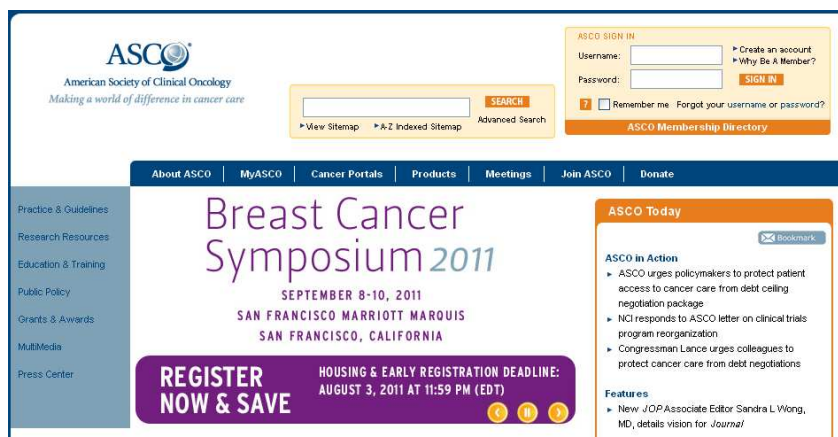 ASCO
American Society of Clinical Oncology
Making a world of difference in cancer care
SEARCH
Advanced Search
View Sitemap
A-Z Indexed Sitemap
ASCO SIGN IN
Username:
Password:
Create an account
Why Be A Member?
SIGN IN
? Remember me Forgot your username or password?
ASCO Membership Directory
About ASCO MyASCO Cancer Portals Products Meetings Join ASCO Donate
Practice & Guidelines
Research Resources
Education & Training
Public Policy
Grants & Awards
MultiMedia
Press Center
Breast Cancer
Symposium 2011
SEPTEMBER 8-10, 2011
SAN FRANCISCO MARRIOTT MARQUIS
SAN FRANCISCO, CALIFORNIA
REGISTER
NOW & SAVE
HOUSING & EARLY REGISTRATION DEADLINE:
AUGUST 3, 2011 AT 11:59 PM (EDT)
ASCO Today
Bookmark
ASCO in Action
ASCO urges policymakers to protect patient
access to cancer care from debt ceiling
negotiation package
NCI responds to ASCO letter on clinical trials
program reorganization
Congressman Lance urges colleagues to
protect cancer care from debt negotiations
Features
New JOP Associate Editor Sandra L Wong,
MD, details vision for Journal